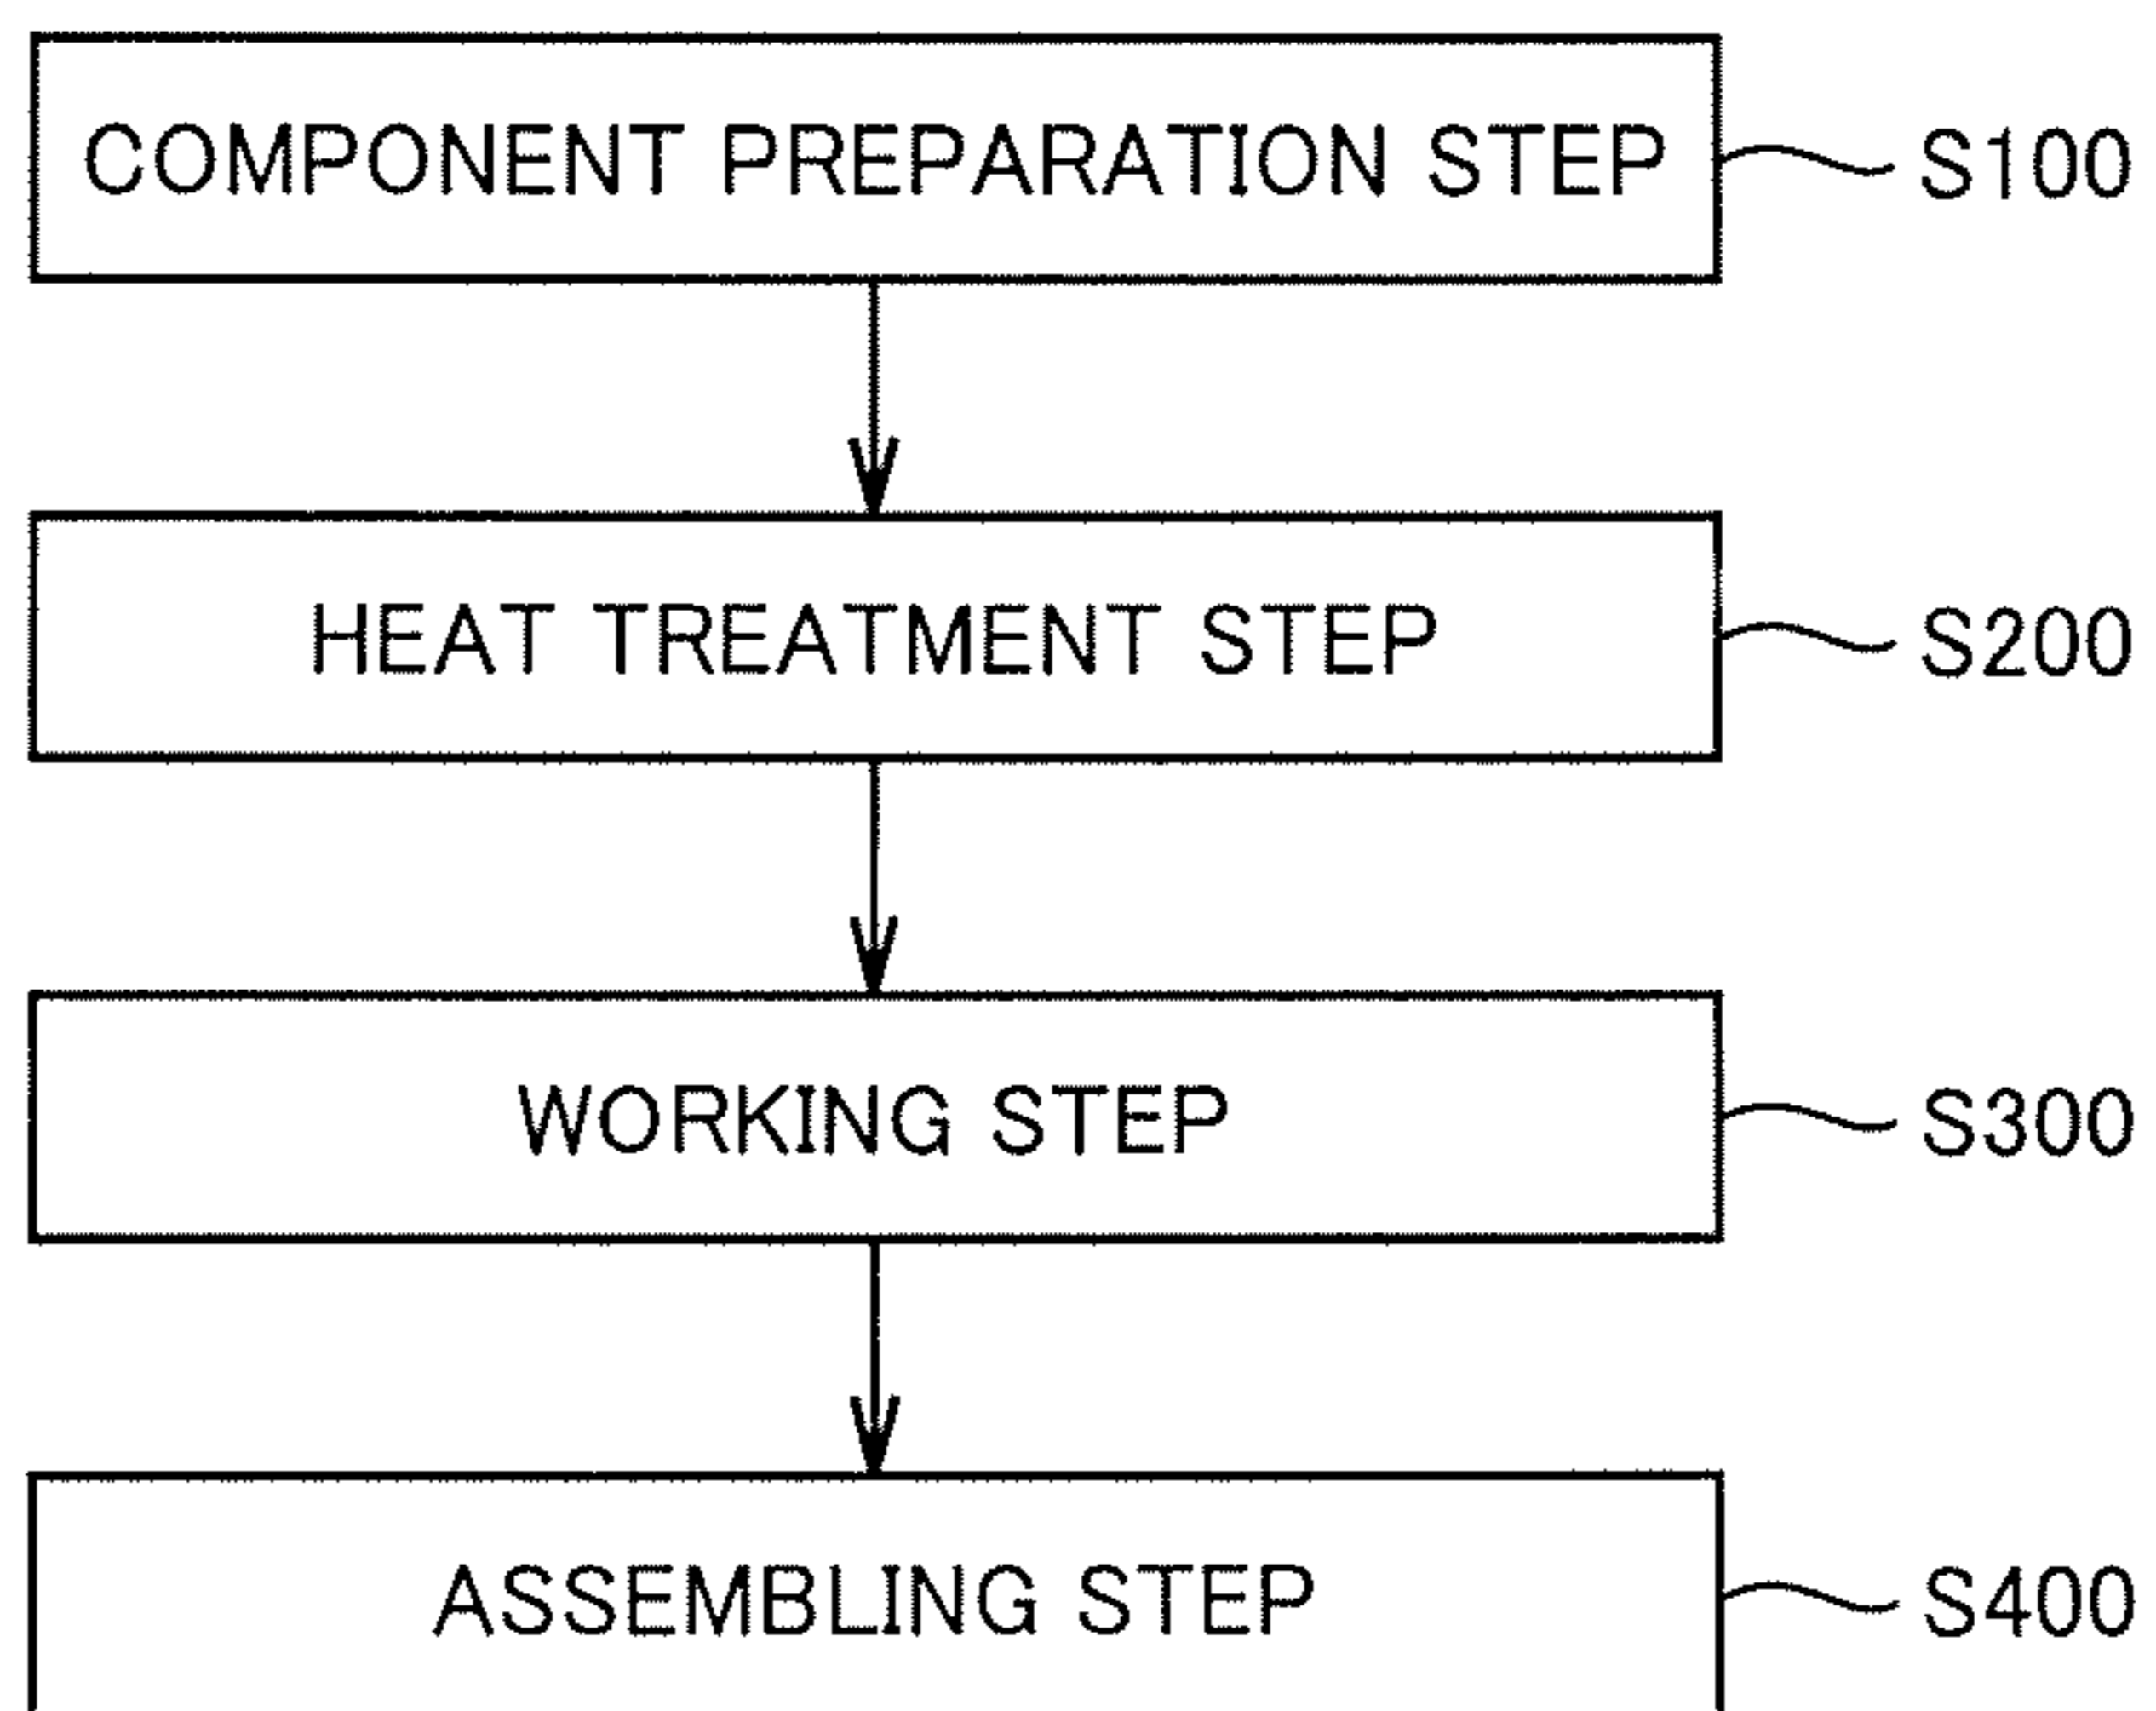 COMPONENT PREPARATION STEP S100
HEAT TREATMENT STEP S200
WORKING STEP S300
ASSEMBLING STEP S400